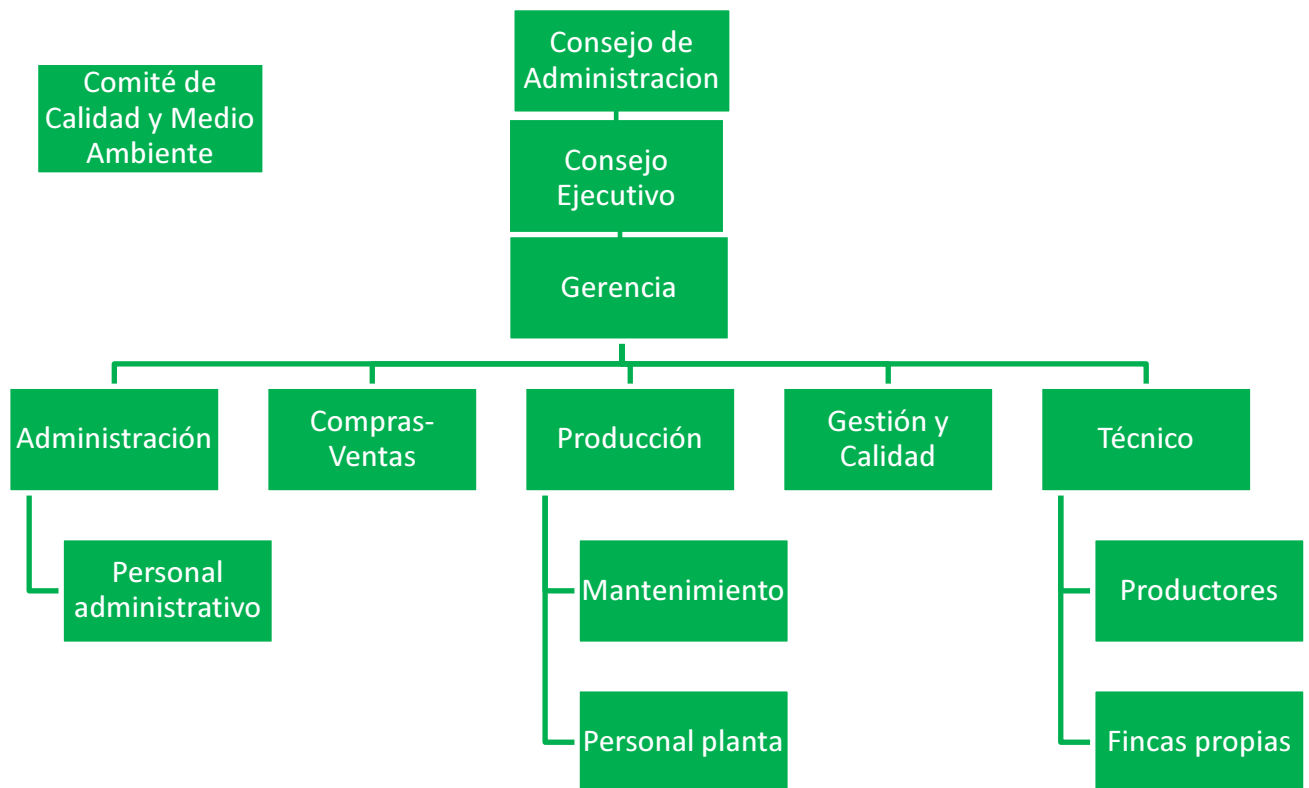 Consejo de
Administracion
Comité de
Calidad y Medio
Ambiente
Consejo
Ejecutivo
Gerencia
Administración
Compras-
Ventas
Producción
Gestión y
Calidad
Técnico
Personal
administrativo
Mantenimiento
Productores
Personal planta
Fincas propias